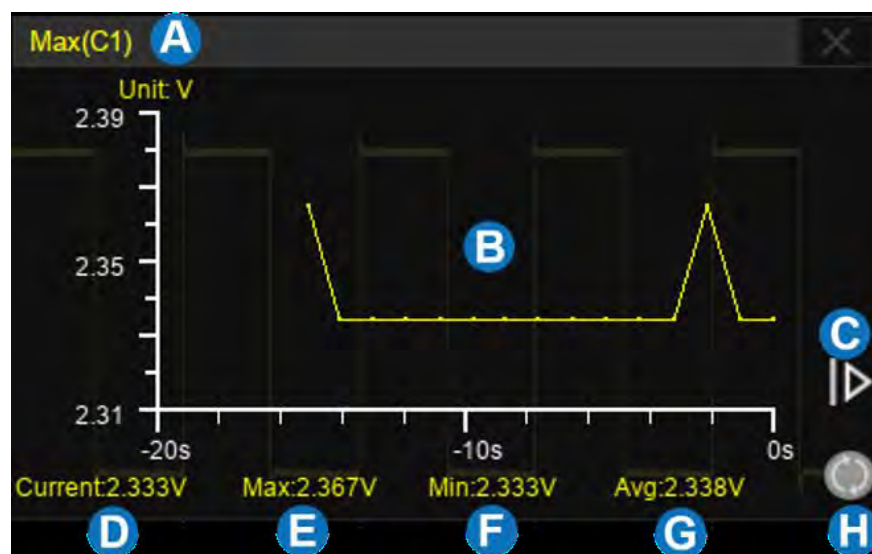 Max(C1) A
Unit: V
2.39
B
2.35
C
2.31
-20s -10s 0s
Current:2.333V Max:2.367V Min:2.333V Avg:2.338V
D E F G H